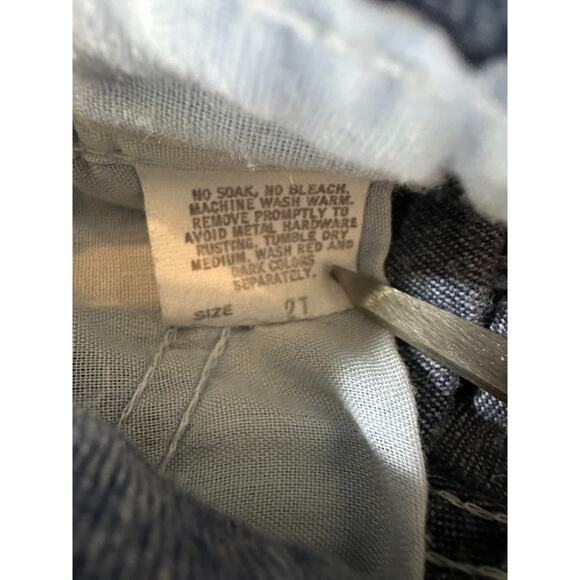 NO SOAK, NO BLEACH.
MACHINE WASH WARM.
REMOVE PROMPTLY TO
AVOID METAL HARDWARE
RUSTING, TUMBLE DRY
MEDIUM, WASH RED AND
DARK COLORS
SEPARATELY.
SIZE 2T